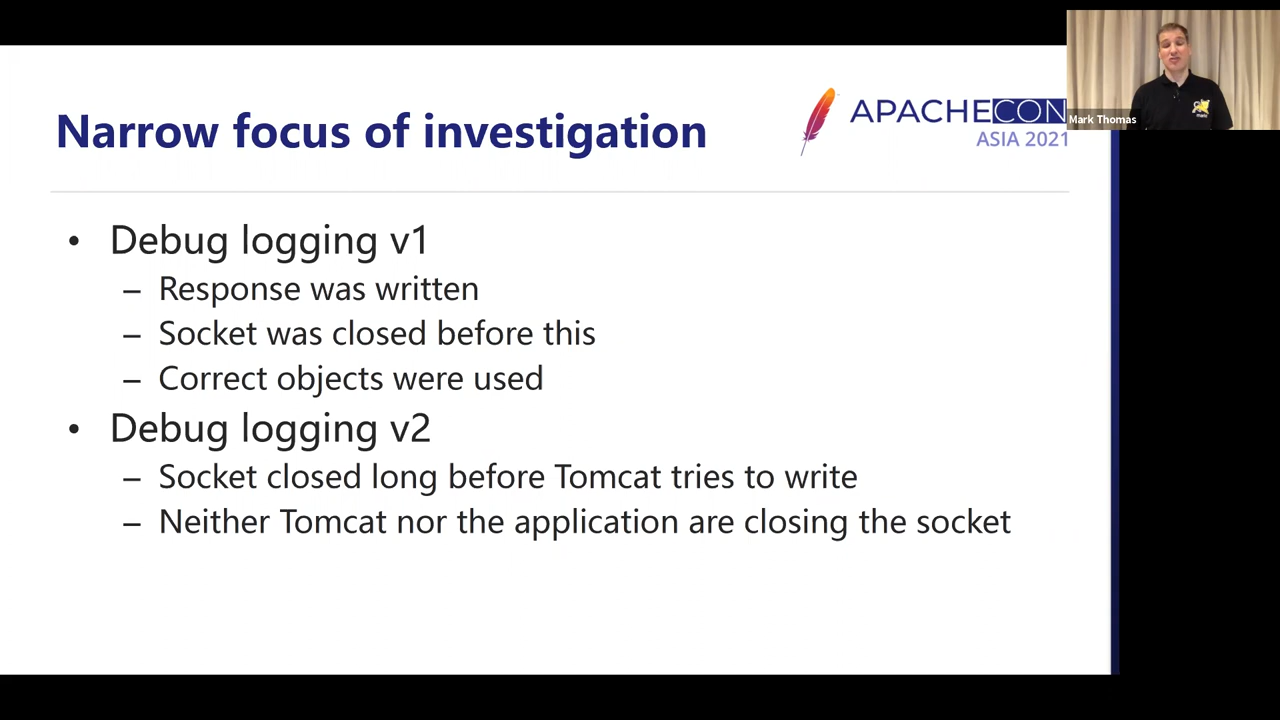 Narrow focus of investigation
APACHECON
ASIA 2021
Mark Thomas
• Debug logging v1
– Response was written
– Socket was closed before this
– Correct objects were used
• Debug logging v2
– Socket closed long before Tomcat tries to write
– Neither Tomcat nor the application are closing the socket